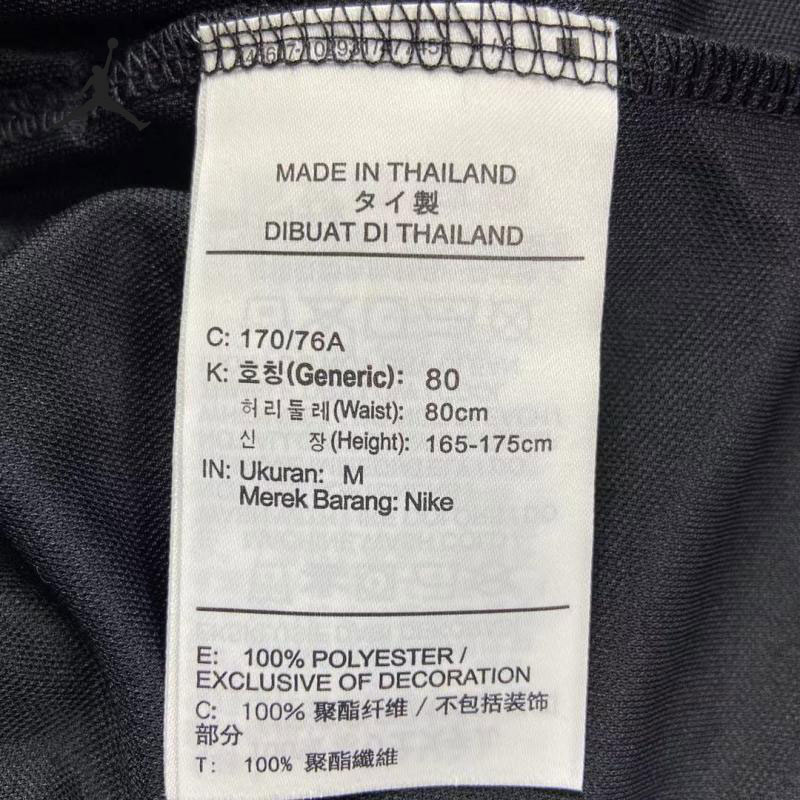 MADE IN THAILAND
タイ製
DIBUAT DI THAILAND
C: 170/76A
K: 호칭(Generic): 80
허리둘레(Waist): 80cm
신 장(Height): 165-175cm
IN: Ukuran: M
Merek Barang: Nike
E: 100% POLYESTER /
EXCLUSIVE OF DECORATION
C: 100% 聚酯纤维 / 不包括装饰
部分
T: 100% 聚酯纖維